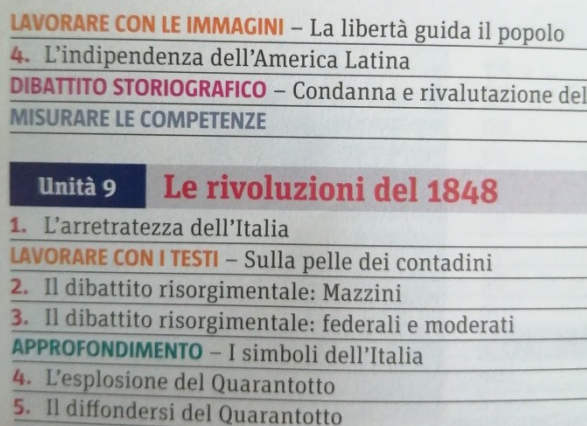 LAVORARE CON LE IMMAGINI – La libertà guida il popolo
4. L'indipendenza dell'America Latina
DIBATTITO STORIOGRAFICO – Condanna e rivalutazione del
MISURARE LE COMPETENZE
Unità 9 Le rivoluzioni del 1848
1. L'arretratezza dell'Italia
LAVORARE CON I TESTI – Sulla pelle dei contadini
2. Il dibattito risorgimentale: Mazzini
3. Il dibattito risorgimentale: federali e moderati
APPROFONDIMENTO – I simboli dell'Italia
4. L'esplosione del Quarantotto
5. Il diffondersi del Quarantotto